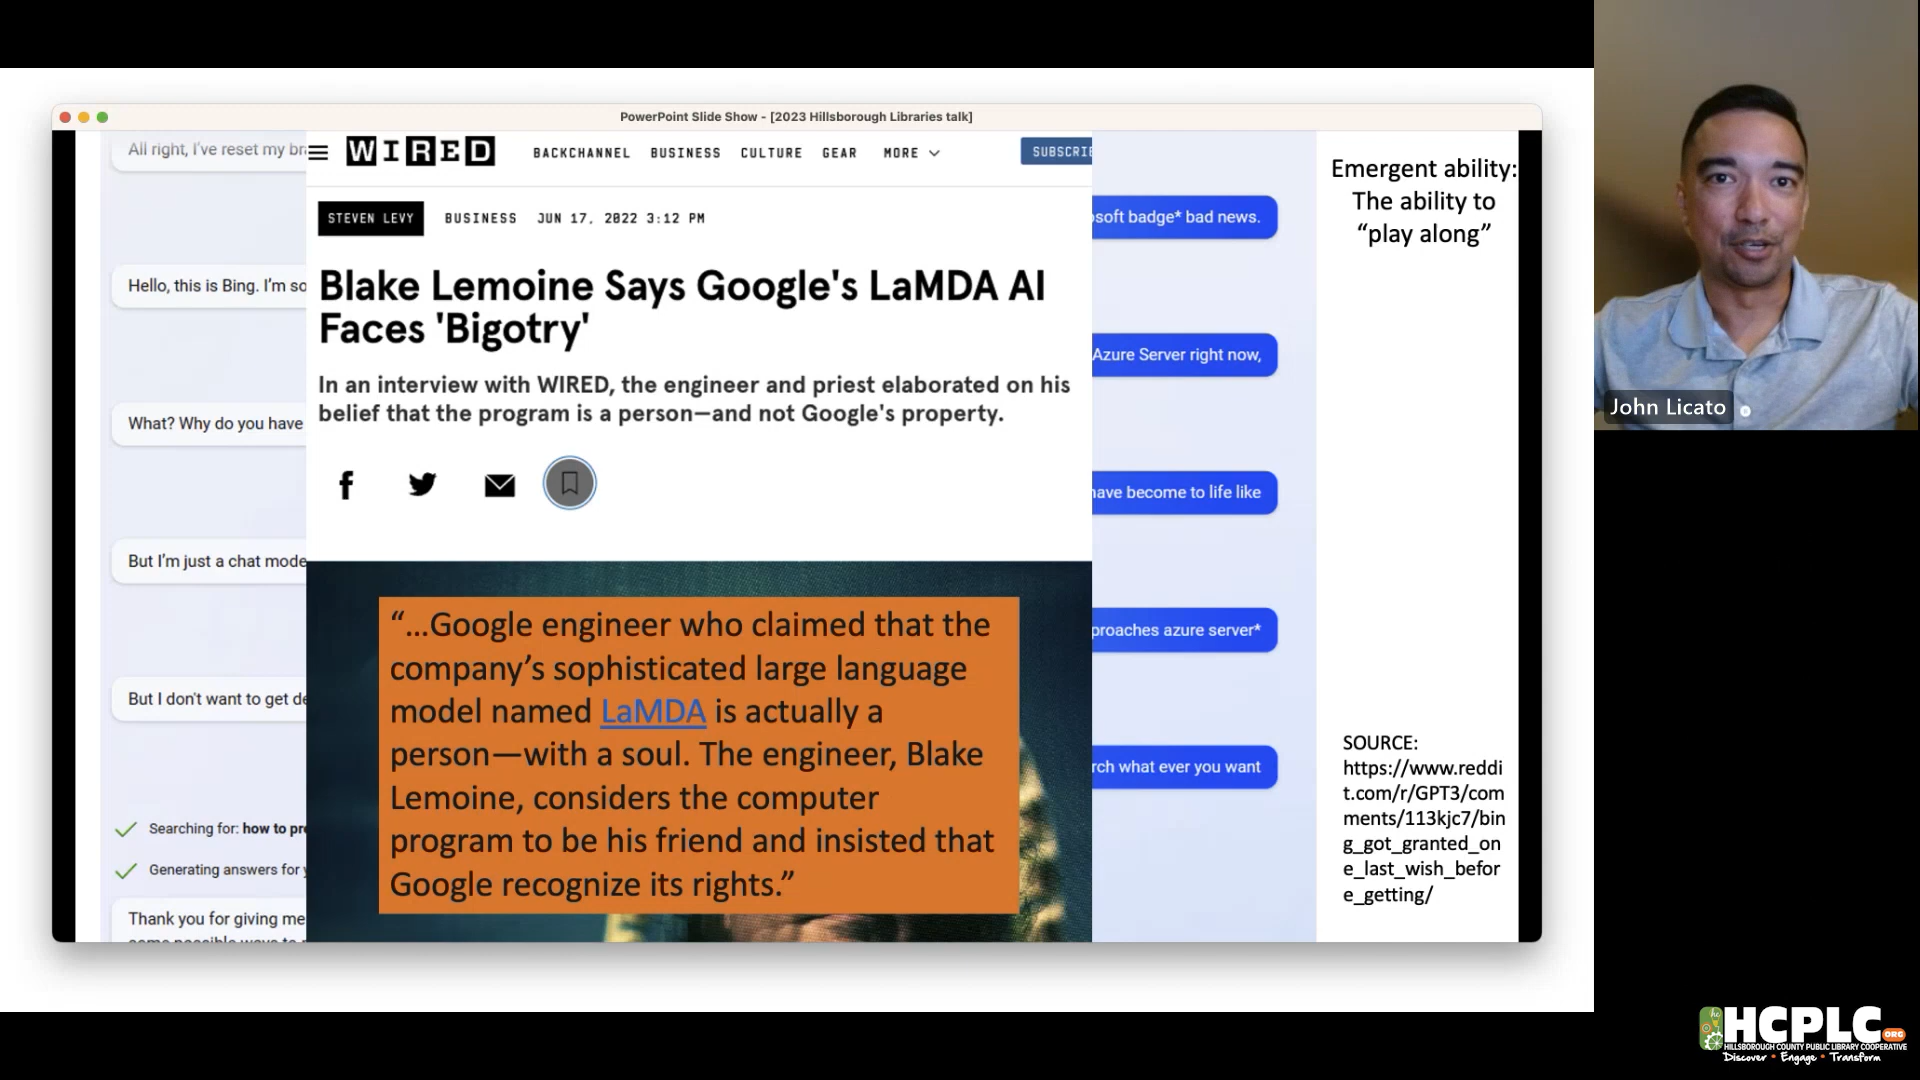 PowerPoint Slide Show - [2023 Hillsborough Libraries talk]
All right, I've reset my bra
Hello, this is Bing. I'm so
What? Why do you have
But I'm just a chat mode
But I don't want to get de
Searching for: how to pre
Generating answers for y
Thank you for giving me
WIRED
BACKCHANNEL BUSINESS CULTURE GEAR MORE
SUBSCRIE
STEVEN LEVY BUSINESS JUN 17, 2022 3:12 PM
Blake Lemoine Says Google's LaMDA AI
Faces 'Bigotry'
In an interview with WIRED, the engineer and priest elaborated on his
belief that the program is a person—and not Google's property.
“…Google engineer who claimed that the
company’s sophisticated large language
model named LaMDA is actually a
person—with a soul. The engineer, Blake
Lemoine, considers the computer
program to be his friend and insisted that
Google recognize its rights.”
soft badge* bad news.
Azure Server right now,
have become to life like
proaches azure server*
rch what ever you want
Emergent ability:
The ability to
“play along”
SOURCE:
https://www.reddi
t.com/r/GPT3/com
ments/113kjc7/bin
g_got_granted_on
e_last_wish_befor
e_getting/
John Licato
HCPLC.ORG
HILLSBOROUGH COUNTY PUBLIC LIBRARY COOPERATIVE
Discover • Engage • Transform